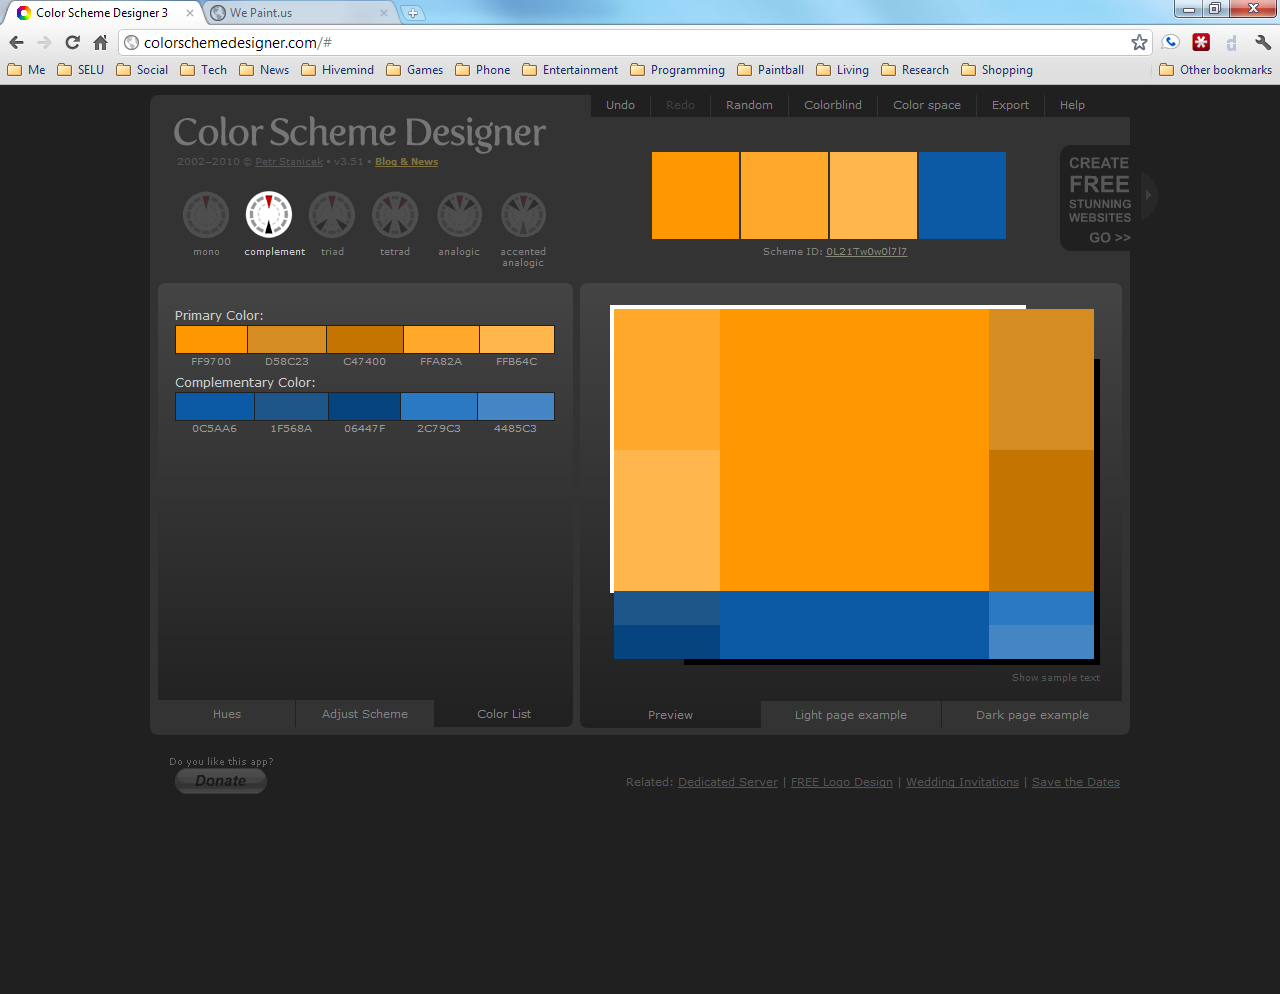 Color Scheme Designer 3
We Paint.us
colorschemedesigner.com/#
Me SELU Social Tech News Hivemind Games Phone Entertainment Programming Paintball Living Research Shopping Other bookmarks
Undo Redo Random Colorblind Color space Export Help
Color Scheme Designer
2002–2010 © Petr Stanicek • v3.51 • Blog & News
mono complement triad tetrad analogic accented
analogic
Scheme ID: 0L21Tw0w0l7l7
CREATE
FREE
STUNNING
WEBSITES
GO >>
Primary Color:
FF9700 D58C23 C47400 FFA82A FFB64C
Complementary Color:
0C5AA6 1F568A 06447F 2C79C3 4485C3
Show sample text
Hues Adjust Scheme Color List
Preview Light page example Dark page example
Do you like this app?
Donate
Related: Dedicated Server | FREE Logo Design | Wedding Invitations | Save the Dates